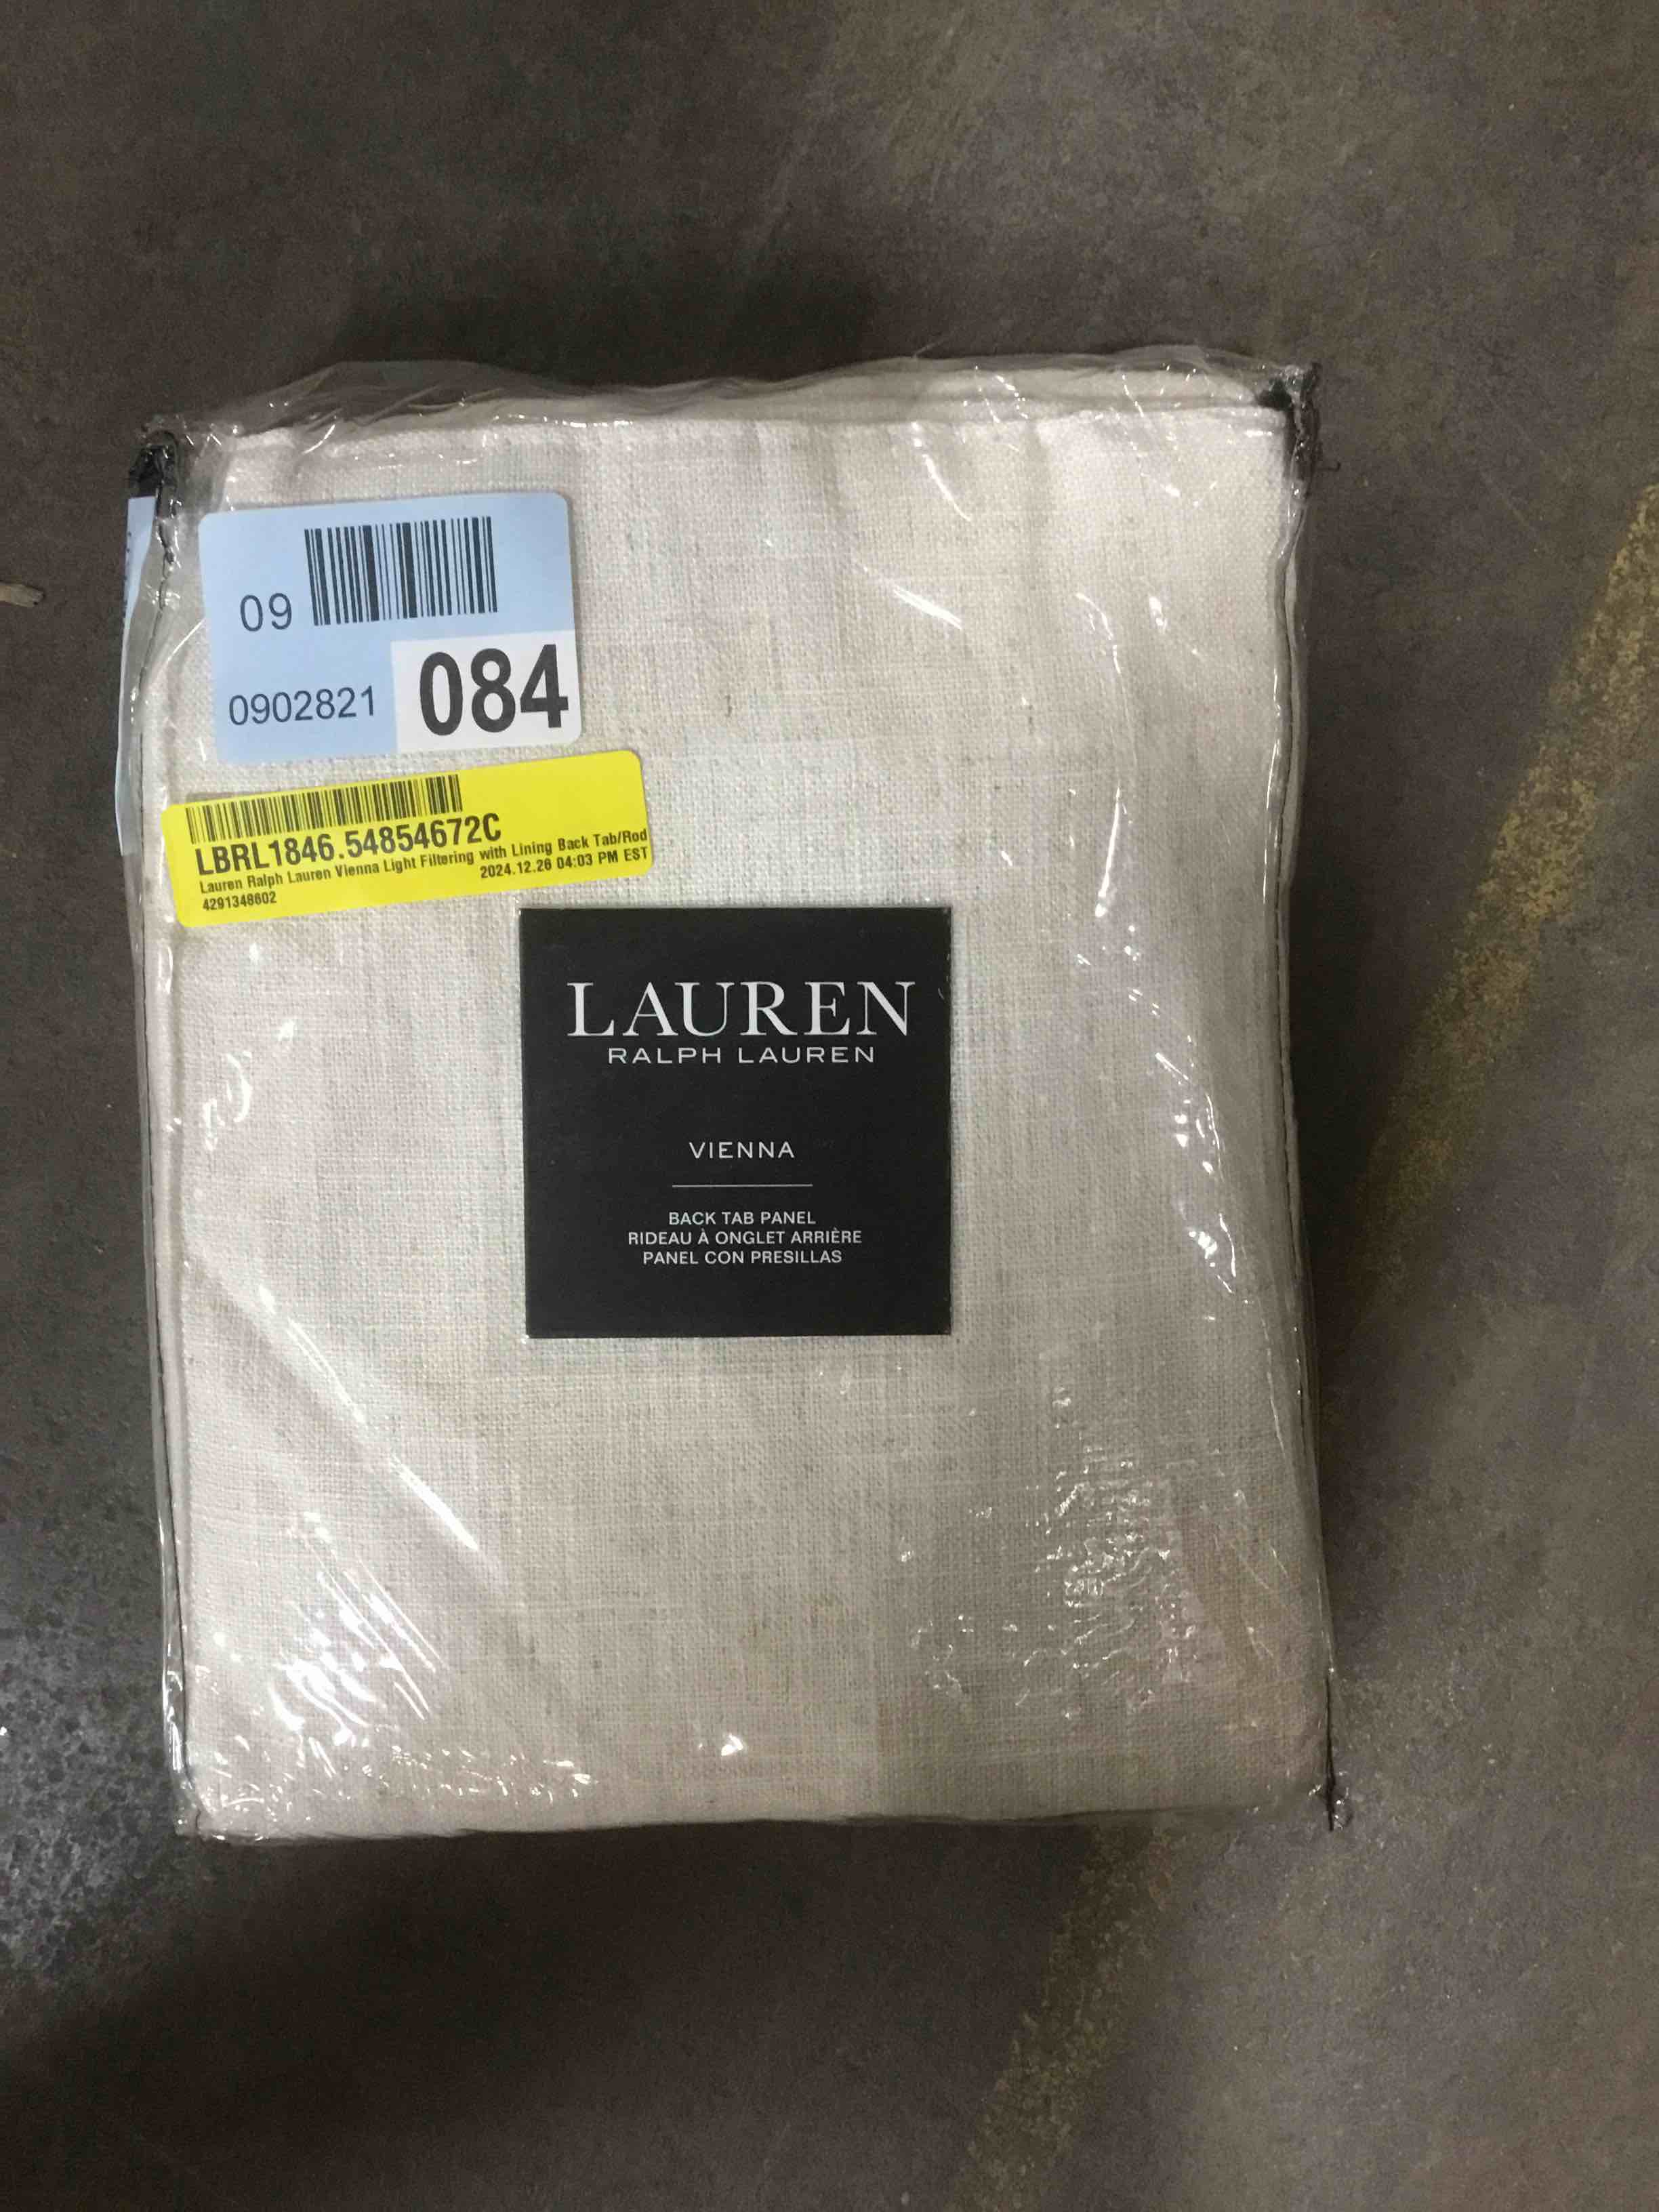 09
0902821
084
LBRL1846.54854672C
Lauren Ralph Lauren Vienna Light Filtering with Lining Back Tab/Rod
2024.12.26 04:03 PM EST
4291348602
LAUREN
RALPH LAUREN
VIENNA
BACK TAB PANEL
RIDEAU À ONGLET ARRIÈRE
PANEL CON PRESILLAS